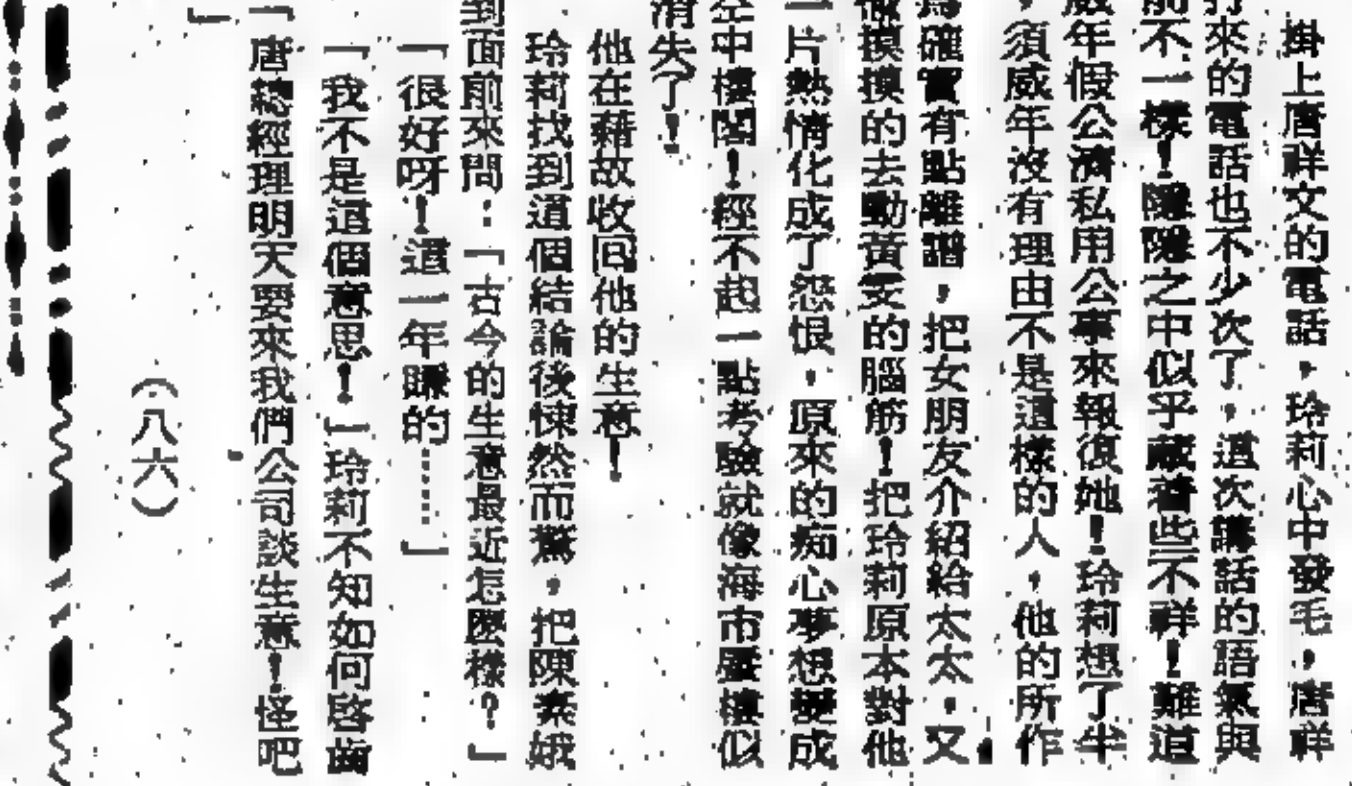 掛上唐祥文的電話，玲莉心中發毛，唐祥
打來的電話也不少次了，這次講話的語氣與
前不一樣！隱隱之中似乎藏著些不祥！難道
威年假公濟私用公事來報復她！玲莉想了半
，須威年沒有理由不是這樣的人，他的所作
為確實有點離譜，把女朋友介紹給太太，又
偷摸摸的去動黃雯的腦筋！把玲莉原本對他
一片熱情化成了怨恨，原來的痴心夢想變成
空中樓閣！經不起一點考驗就像海市蜃樓似
消失了！
他在藉故收回他的生意！
玲莉找到這個結論後悚然而驚，把陳素娥
到面前來問：「古今的生意最近怎麼樣？」
「很好呀！這一年賺的……」
「我不是這個意思！」玲莉不知如何啓齒
「唐總經理明天要來我們公司談生意！怪吧
」
（八六）